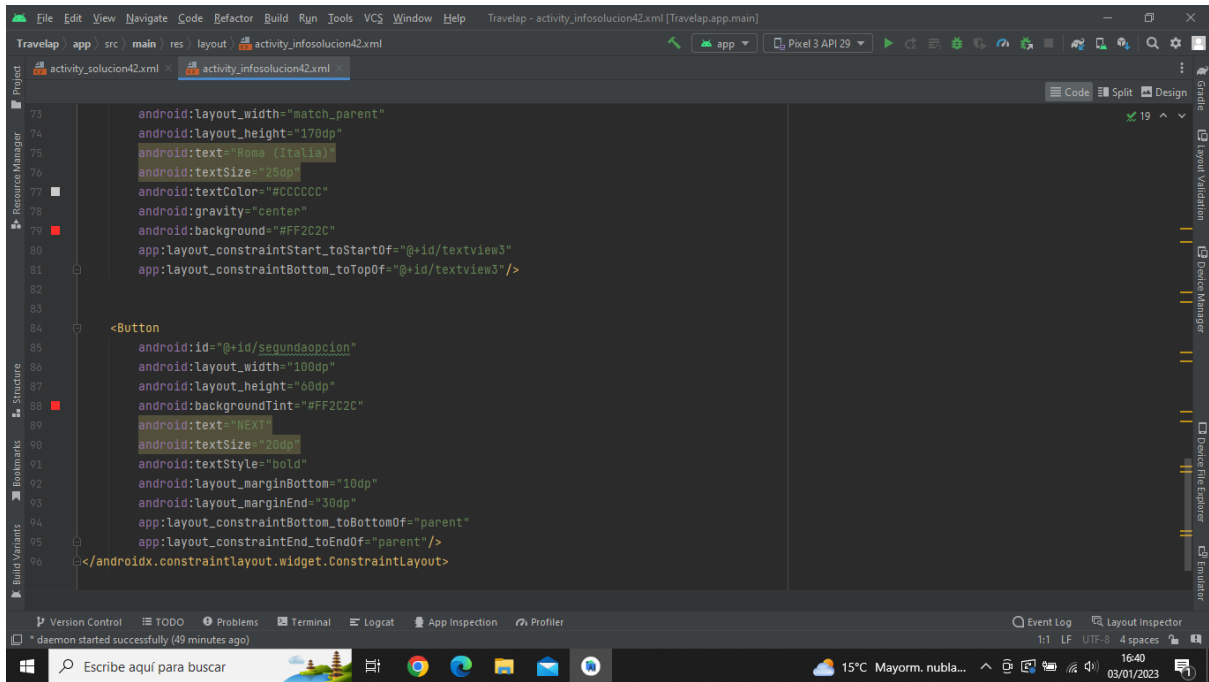 File Edit View Navigate Code Refactor Build Run Tools VCS Window Help Travelap - activity_infosolucion42.xml [Travelap.app.main]
Travelap app src main res layout activity_infosolucion42.xml app Pixel 3 API 29
activity_solucion42.xml activity_infosolucion42.xml
Code Split Design
Project
Resource Manager
Structure
Bookmarks
Build Variants
73 android:layout_width="match_parent"
74 android:layout_height="170dp"
75 android:text="Roma (Italia)"
76 android:textSize="25dp"
77 android:textColor="#CCCCCC"
78 android:gravity="center"
79 android:background="#FF2C2C"
80 app:layout_constraintStart_toStartOf="@+id/textview3"
81 app:layout_constraintBottom_toTopOf="@+id/textview3"/>
82
83
84 <Button
85 android:id="@+id/segundaopcion"
86 android:layout_width="100dp"
87 android:layout_height="60dp"
88 android:backgroundTint="#FF2C2C"
89 android:text="NEXT"
90 android:textSize="20dp"
91 android:textStyle="bold"
92 android:layout_marginBottom="10dp"
93 android:layout_marginEnd="30dp"
94 app:layout_constraintBottom_toBottomOf="parent"
95 app:layout_constraintEnd_toEndOf="parent"/>
96 </androidx.constraintlayout.widget.ConstraintLayout>
19
Gradle
Layout Validation
Device Manager
Device File Explorer
Emulator
Version Control TODO Problems Terminal Logcat App Inspection Profiler Event Log Layout Inspector
* daemon started successfully (49 minutes ago) 1:1 LF UTF-8 4 spaces
Escribe aquí para buscar 15°C Mayorm. nubla... 16:40
03/01/2023
1